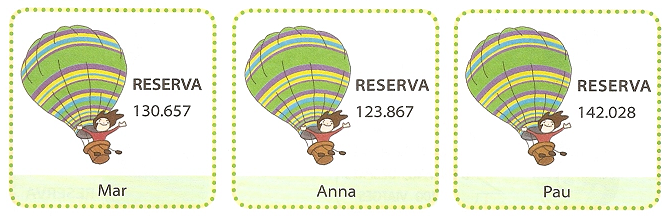 RESERVA
130.657
Mar
RESERVA
123.867
Anna
RESERVA
142.028
Pau